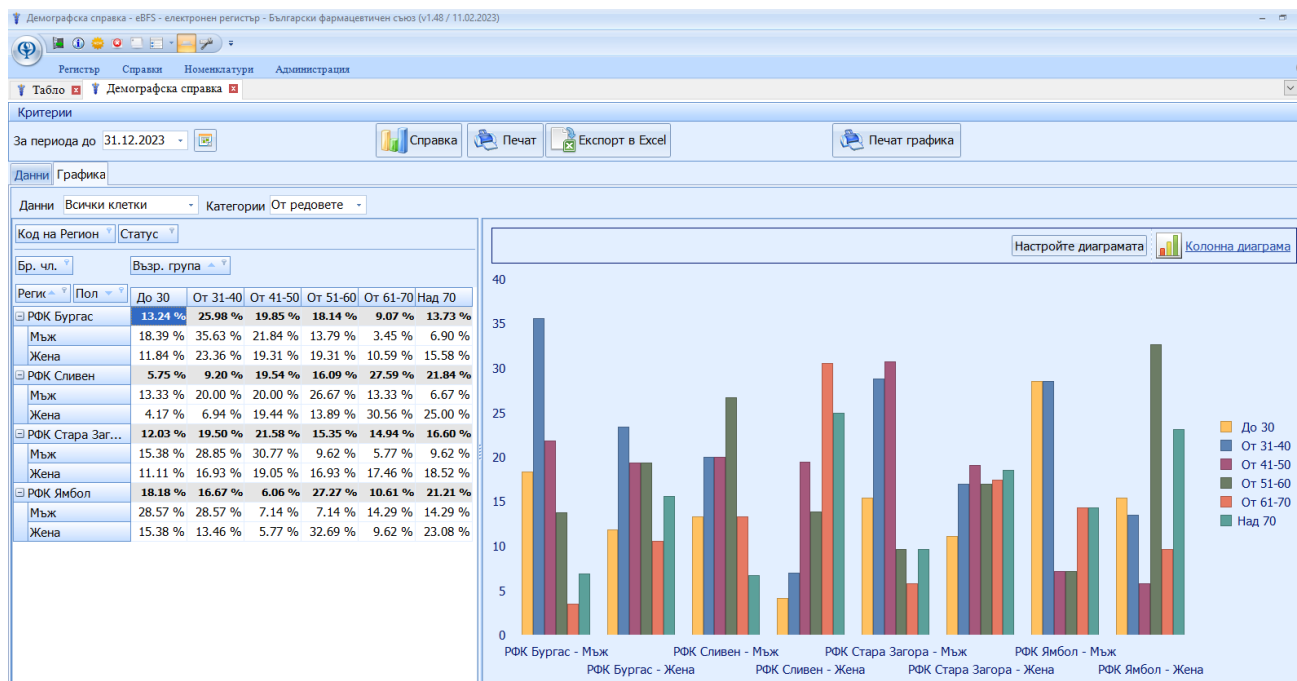 Демографска справка - eBFS - електронен регистър - Български фармацевтичен съюз (v1.48 / 11.02.2023)
Регистър Справки Номенклатури Администрация
Табло Демографска справка
Критерии
За периода до 31.12.2023 Справка Печат Експорт в Excel Печат графика
Данни Графика
Данни Всички клетки Категории От редовете
Код на Регион Статус
Настройте диаграмата Колонна диаграма
Бр. чл. Възр. група
Регис Пол До 30 От 31-40 От 41-50 От 51-60 От 61-70 Над 70
РФК Бургас 13.24 % 25.98 % 19.85 % 18.14 % 9.07 % 13.73 %
Мъж 18.39 % 35.63 % 21.84 % 13.79 % 3.45 % 6.90 %
Жена 11.84 % 23.36 % 19.31 % 19.31 % 10.59 % 15.58 %
РФК Сливен 5.75 % 9.20 % 19.54 % 16.09 % 27.59 % 21.84 %
Мъж 13.33 % 20.00 % 20.00 % 26.67 % 13.33 % 6.67 %
Жена 4.17 % 6.94 % 19.44 % 13.89 % 30.56 % 25.00 %
РФК Стара Заг... 12.03 % 19.50 % 21.58 % 15.35 % 14.94 % 16.60 %
Мъж 15.38 % 28.85 % 30.77 % 9.62 % 5.77 % 9.62 %
Жена 11.11 % 16.93 % 19.05 % 16.93 % 17.46 % 18.52 %
РФК Ямбол 18.18 % 16.67 % 6.06 % 27.27 % 10.61 % 21.21 %
Мъж 28.57 % 28.57 % 7.14 % 7.14 % 14.29 % 14.29 %
Жена 15.38 % 13.46 % 5.77 % 32.69 % 9.62 % 23.08 %
40
35
30
25
20
15
10
5
0
До 30
От 31-40
От 41-50
От 51-60
От 61-70
Над 70
РФК Бургас - Мъж РФК Сливен - Мъж РФК Стара Загора - Мъж РФК Ямбол - Мъж
РФК Бургас - Жена РФК Сливен - Жена РФК Стара Загора - Жена РФК Ямбол - Жена